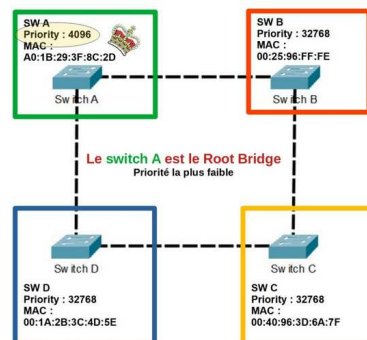 SW A
Priority : 4096
MAC :
A0:1B:29:3F:8C:2D
Switch A
SW B
Priority : 32768
MAC :
00:25:96:FF:FE
Switch B
Le switch A est le Root Bridge
Priorité la plus faible
Switch D
SW D
Priority : 32768
MAC :
00:1A:2B:3C:4D:5E
Switch C
SW C
Priority : 32768
MAC :
00:40:96:3D:6A:7F